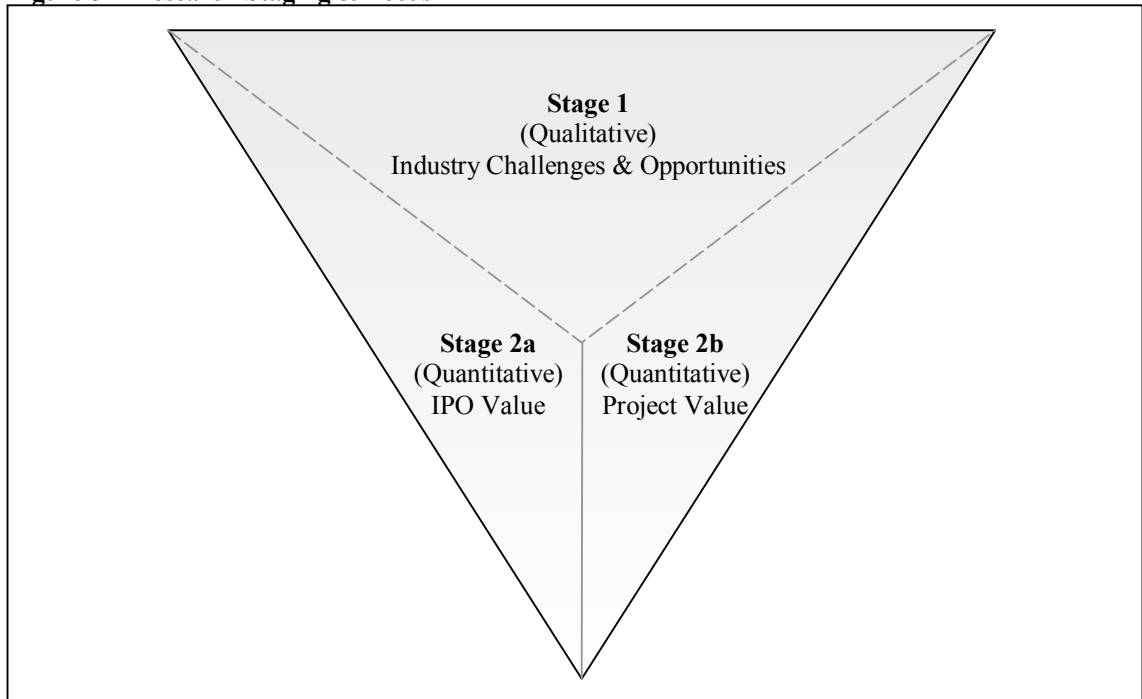 Stage 1
(Qualitative)
Industry Challenges & Opportunities
Stage 2a
(Quantitative)
IPO Value
Stage 2b
(Quantitative)
Project Value